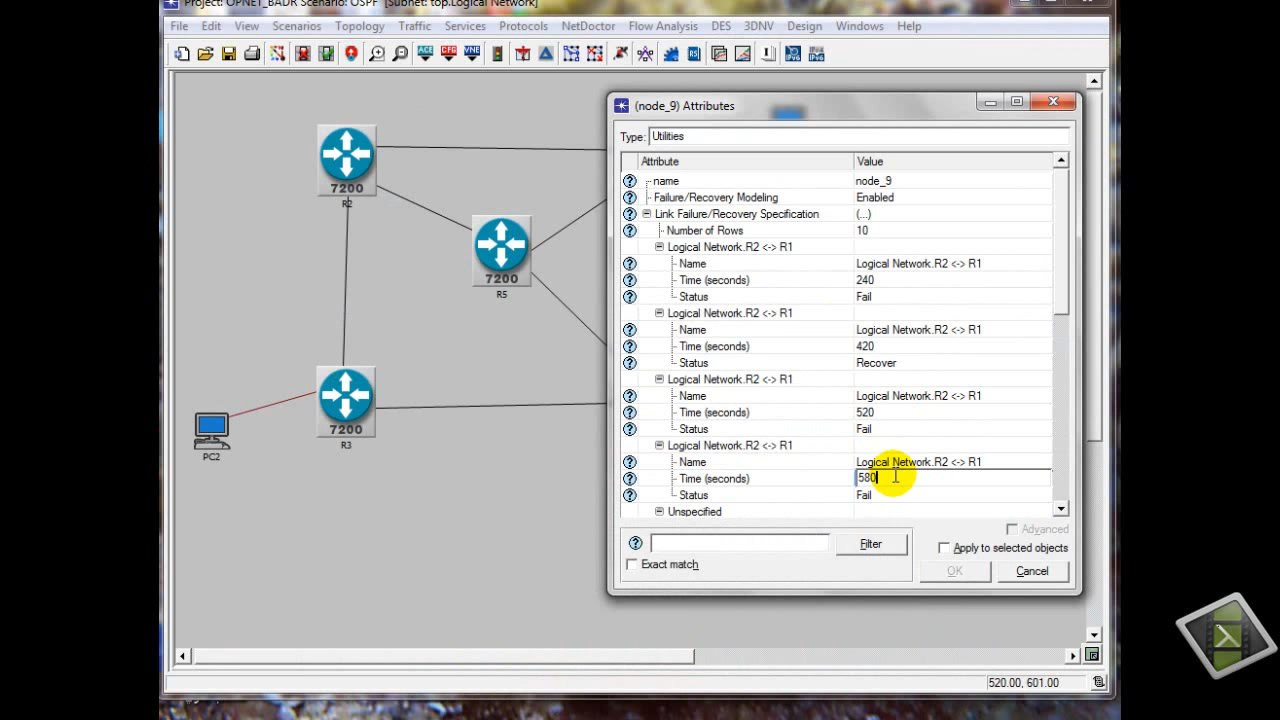 Project: OPNET_BADR Scenario: OSPF [Subnet: top.Logical Network]
File Edit View Scenarios Topology Traffic Services Protocols NetDoctor Flow Analysis DES 3DNV Design Windows Help
ACE CFG VNE RS IPv6 IPv6
(node_9) Attributes
Type: Utilities
Attribute Value
name node_9
Failure/Recovery Modeling Enabled
Link Failure/Recovery Specification (...)
Number of Rows 10
Logical Network.R2 <-> R1
Name Logical Network.R2 <-> R1
Time (seconds) 240
Status Fail
Logical Network.R2 <-> R1
Name Logical Network.R2 <-> R1
Time (seconds) 420
Status Recover
Logical Network.R2 <-> R1
Name Logical Network.R2 <-> R1
Time (seconds) 520
Status Fail
Logical Network.R2 <-> R1
Name Logical Network.R2 <-> R1
Time (seconds) 580
Status Fail
Unspecified
Advanced
Filter
Apply to selected objects
Exact match
OK Cancel
7200
R2
7200
R5
7200
R3
PC2
520.00, 601.00